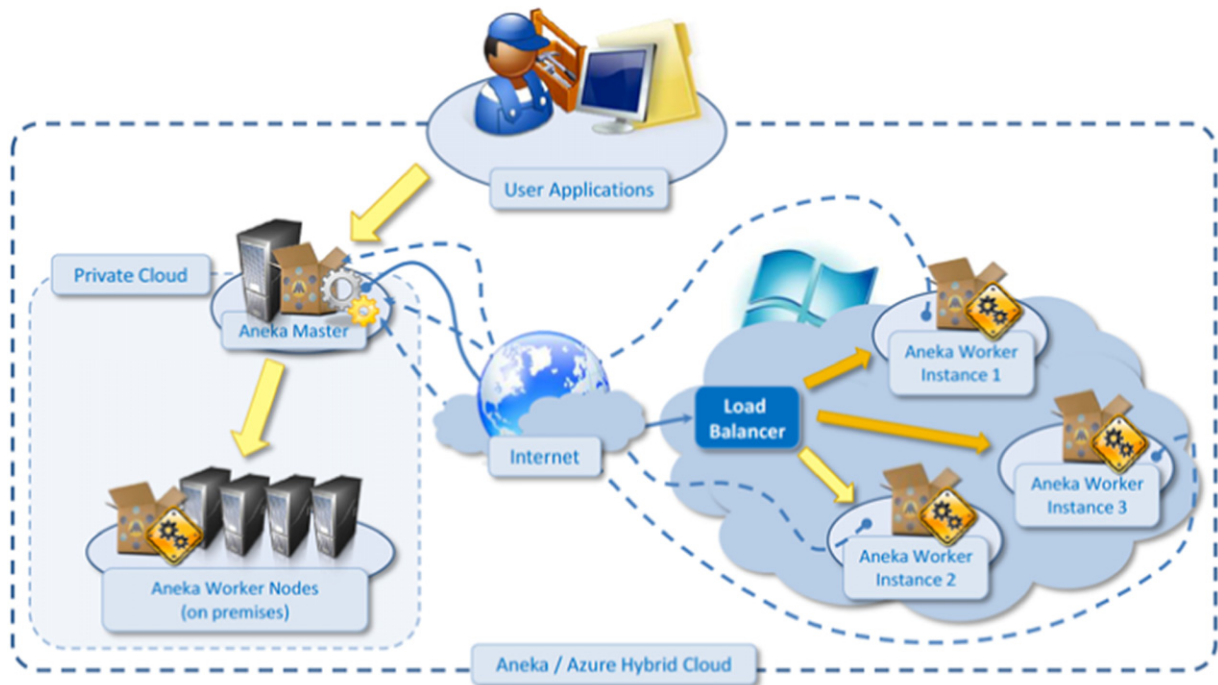 User Applications
Private Cloud
Aneka Master
Aneka Worker
Instance 1
Load
Balancer
Internet
Aneka Worker
Instance 3
Aneka Worker
Instance 2
Aneka Worker Nodes
(on premises)
Aneka / Azure Hybrid Cloud